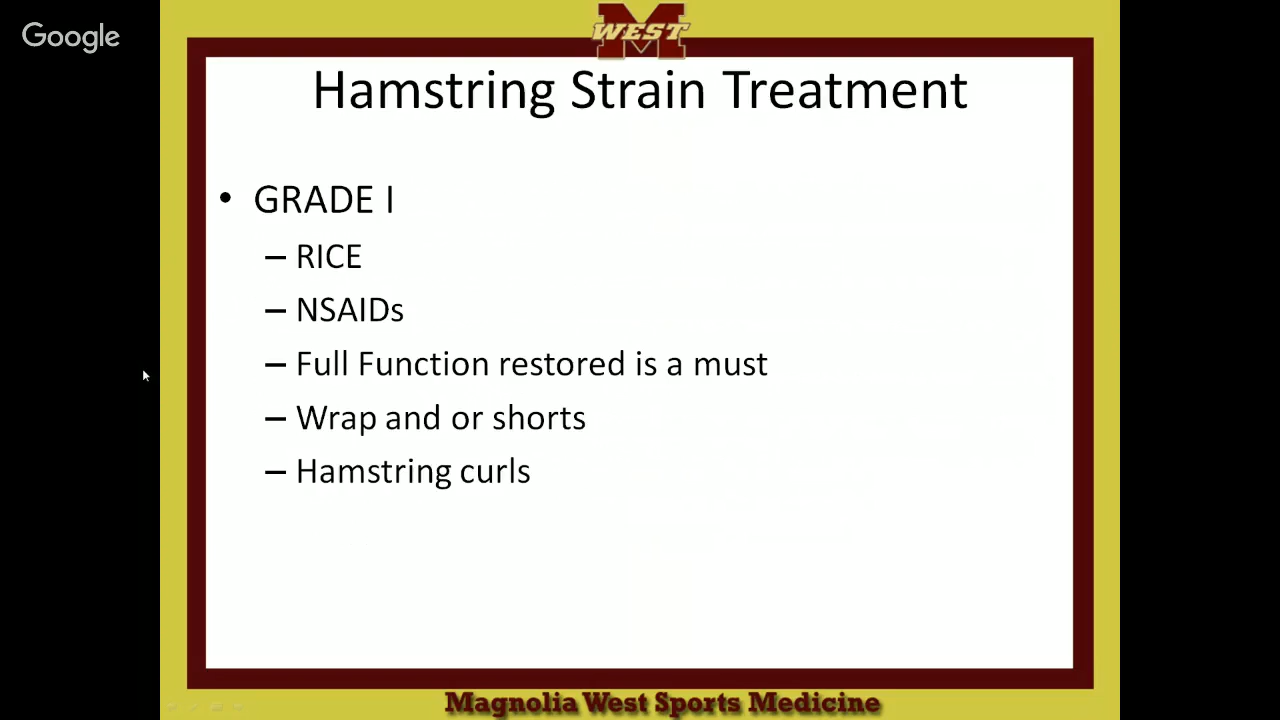 Google
M
WEST
Hamstring Strain Treatment
• GRADE I
– RICE
– NSAIDs
– Full Function restored is a must
– Wrap and or shorts
– Hamstring curls
Magnolia West Sports Medicine